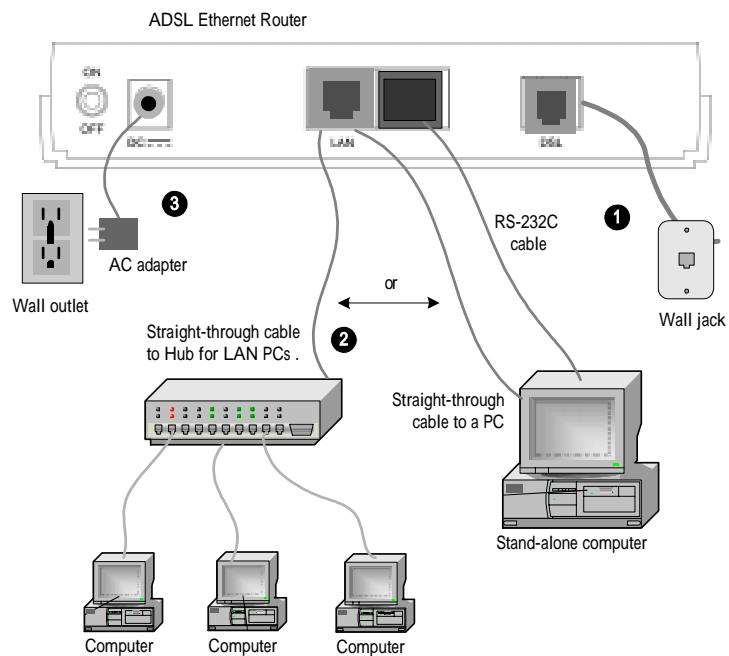 ADSL Ethernet Router
ON
OFF
DC
LAN
DSL
3
1
RS-232C
cable
AC adapter
Wall outlet
or
Wall jack
Straight-through cable
to Hub for LAN PCs .
2
Straight-through
cable to a PC
Stand-alone computer
Computer
Computer
Computer